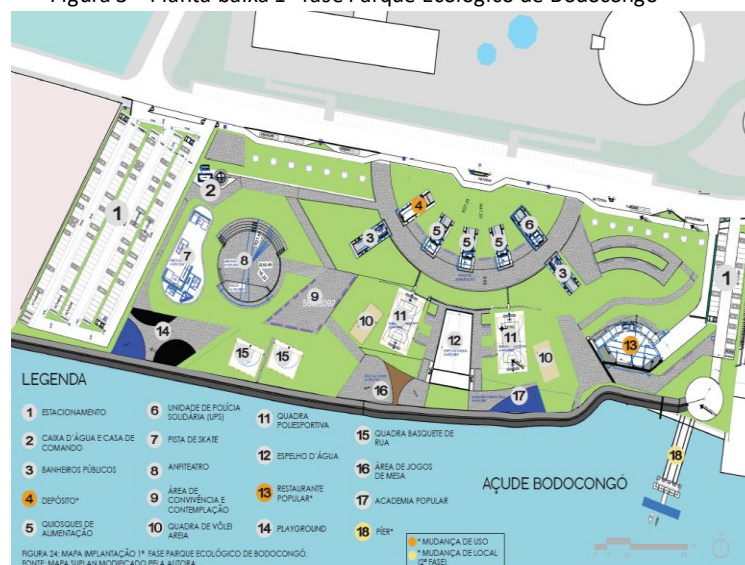 Figura 5 - Planta baixa 1ª fase Parque Ecológico de Bodocongó
1
2
3
4
5
5
5
6
3
1
7
8
9
10
11
12
11
10
13
14
15
15
16
17
18
LEGENDA
1 ESTACIONAMENTO
2 CAIXA D´ÁGUA E CASA DE
COMANDO
3 BANHEIROS PÚBLICOS
4 DEPÓSITO*
5 QUIOSQUES DE
ALIMENTAÇÃO
6 UNIDADE DE POLÍCIA
SOLIDÁRIA (UPS)
7 PISTA DE SKATE
8 ANFITEATRO
9 ÁREA DE
CONVIVÊNCIA E
CONTEMPLAÇÃO
10 QUADRA DE VÔLEI
AREIA
11 QUADRA
POLIESPORTIVA
12 ESPELHO D´ÁGUA
13 RESTAURANTE
POPULAR*
14 PLAYGROUND
15 QUADRA BASQUETE DE
RUA
16 ÁREA DE JOGOS
DE MESA
17 ACADEMIA POPULAR
18 PÍER*
AÇUDE BODOCONGÓ
* MUDANÇA DE USO
* MUDANÇA DE LOCAL
(2ª FASE)
FIGURA 24: MAPA IMPLANTAÇÃO 1ª FASE PARQUE ECOLÓGICO DE BODOCONGÓ.
FONTE: MAPA SUPLAN MODIFICADO PELA AUTORA